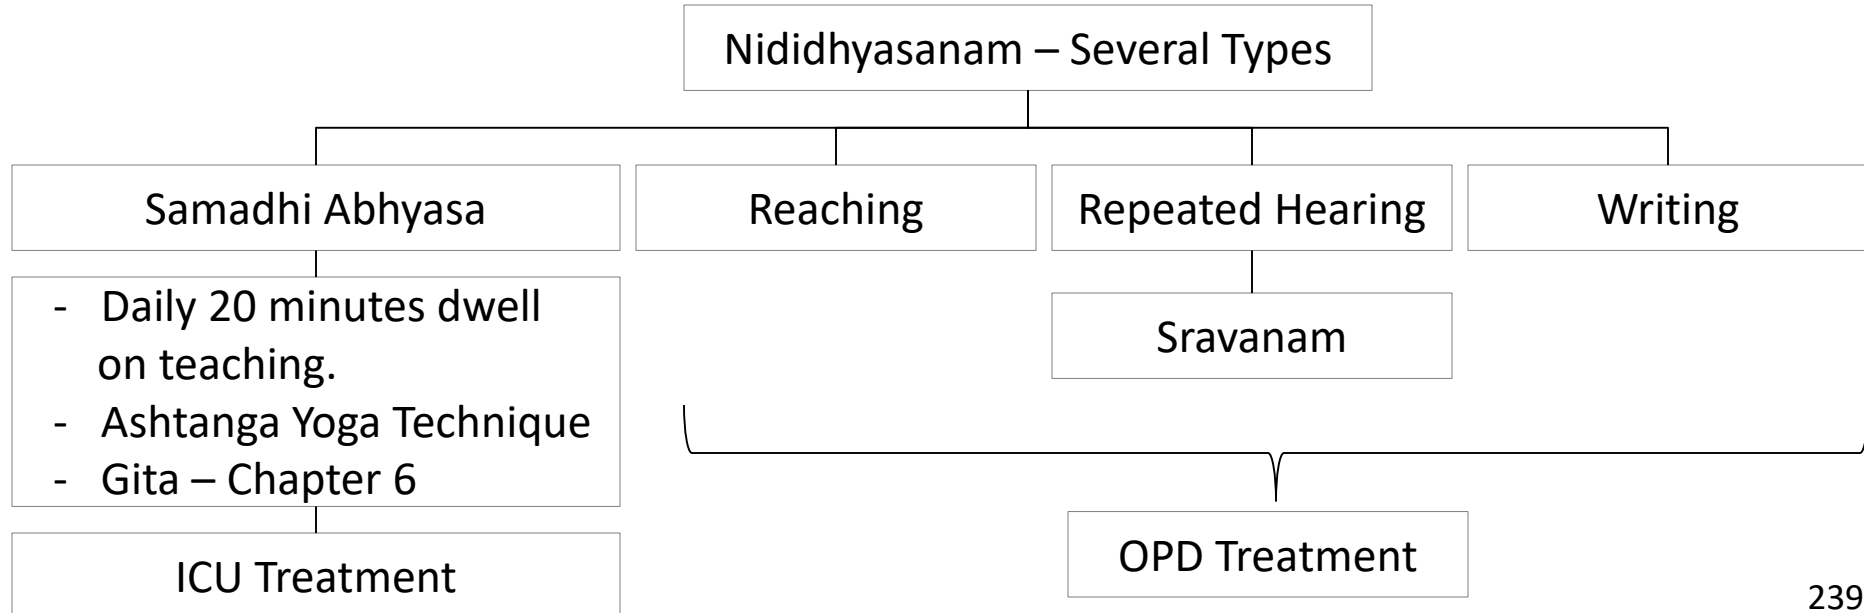 Nididhyasanam – Several Types
Samadhi Abhyasa
Reaching
Repeated Hearing
Writing
- Daily 20 minutes dwell
on teaching.
- Ashtanga Yoga Technique
- Gita – Chapter 6
Sravanam
ICU Treatment
OPD Treatment
239